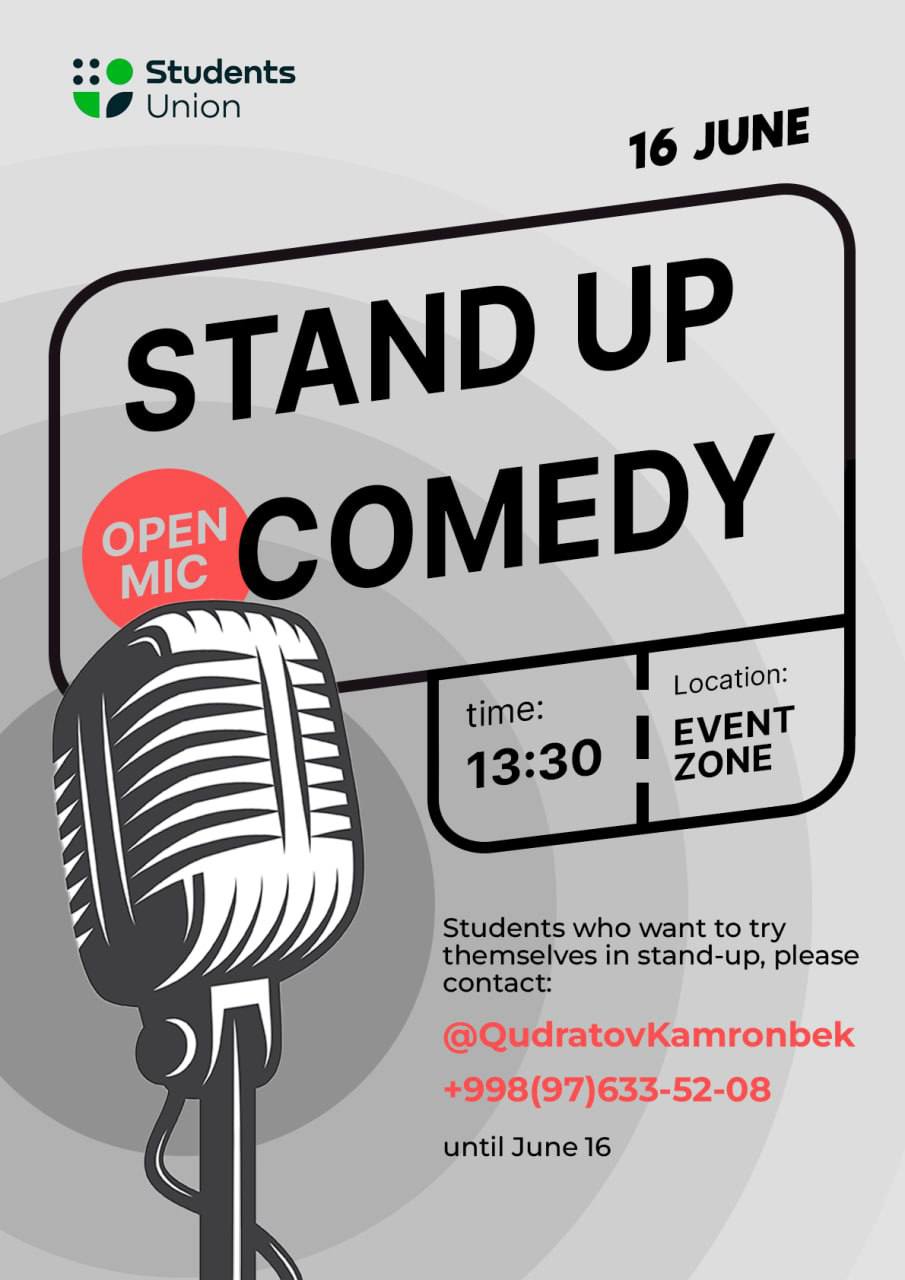 Students
Union
16 JUNE
STAND UP
COMEDY
OPEN
MIC
time:
13:30
Location:
EVENT
ZONE
Students who want to try
themselves in stand-up, please
contact:
@QudratovKamronbek
+998(97)633-52-08
until June 16